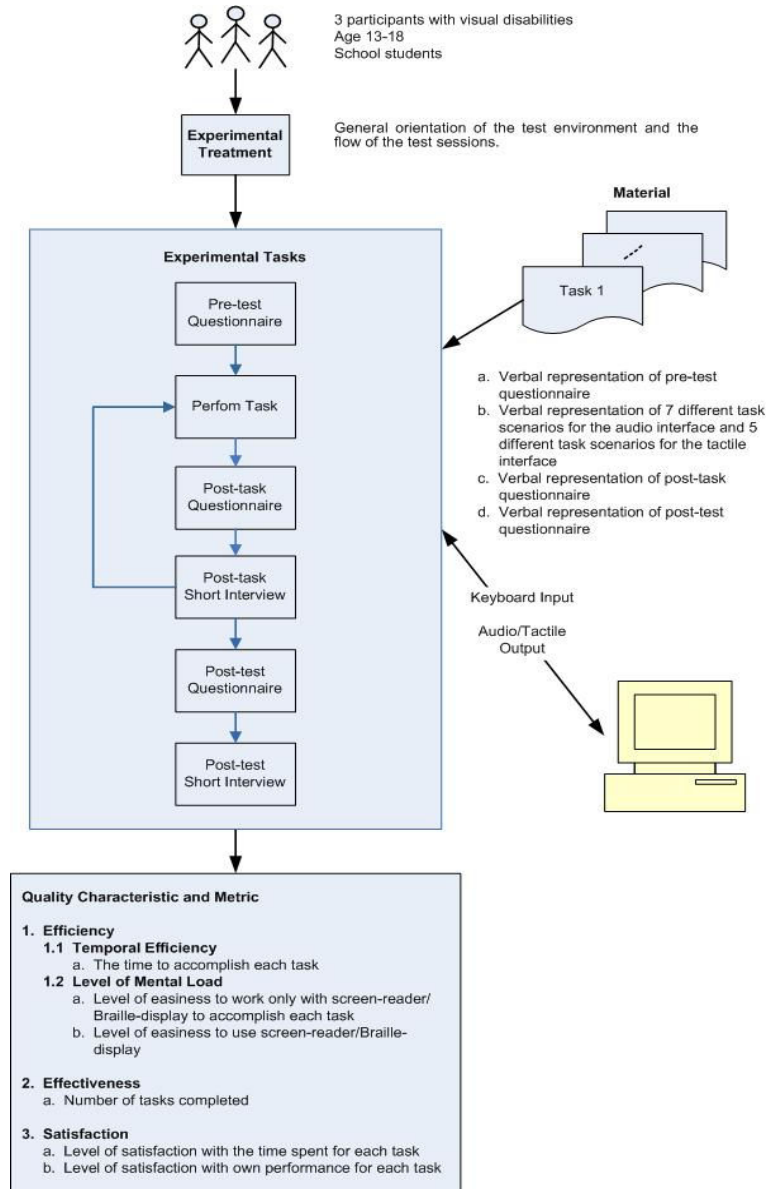 3 participants with visual disabilities
Age 13-18
School students
Experimental
Treatment
General orientation of the test environment and the
flow of the test sessions.
Material
Task 1
Experimental Tasks
Pre-test
Questionnaire
Perfom Task
Post-task
Questionnaire
Post-task
Short Interview
Post-test
Questionnaire
Post-test
Short Interview
a. Verbal representation of pre-test
questionnaire
b. Verbal representation of 7 different task
scenarios for the audio interface and 5
different task scenarios for the tactile
interface
c. Verbal representation of post-task
questionnaire
d. Verbal representation of post-test
questionnaire
Keyboard Input
Audio/Tactile
Output
Quality Characteristic and Metric
1. Efficiency
1.1 Temporal Efficiency
a. The time to accomplish each task
1.2 Level of Mental Load
a. Level of easiness to work only with screen-reader/
Braille-display to accomplish each task
b. Level of easiness to use screen-reader/Braille-
display
2. Effectiveness
a. Number of tasks completed
3. Satisfaction
a. Level of satisfaction with the time spent for each task
b. Level of satisfaction with own performance for each task